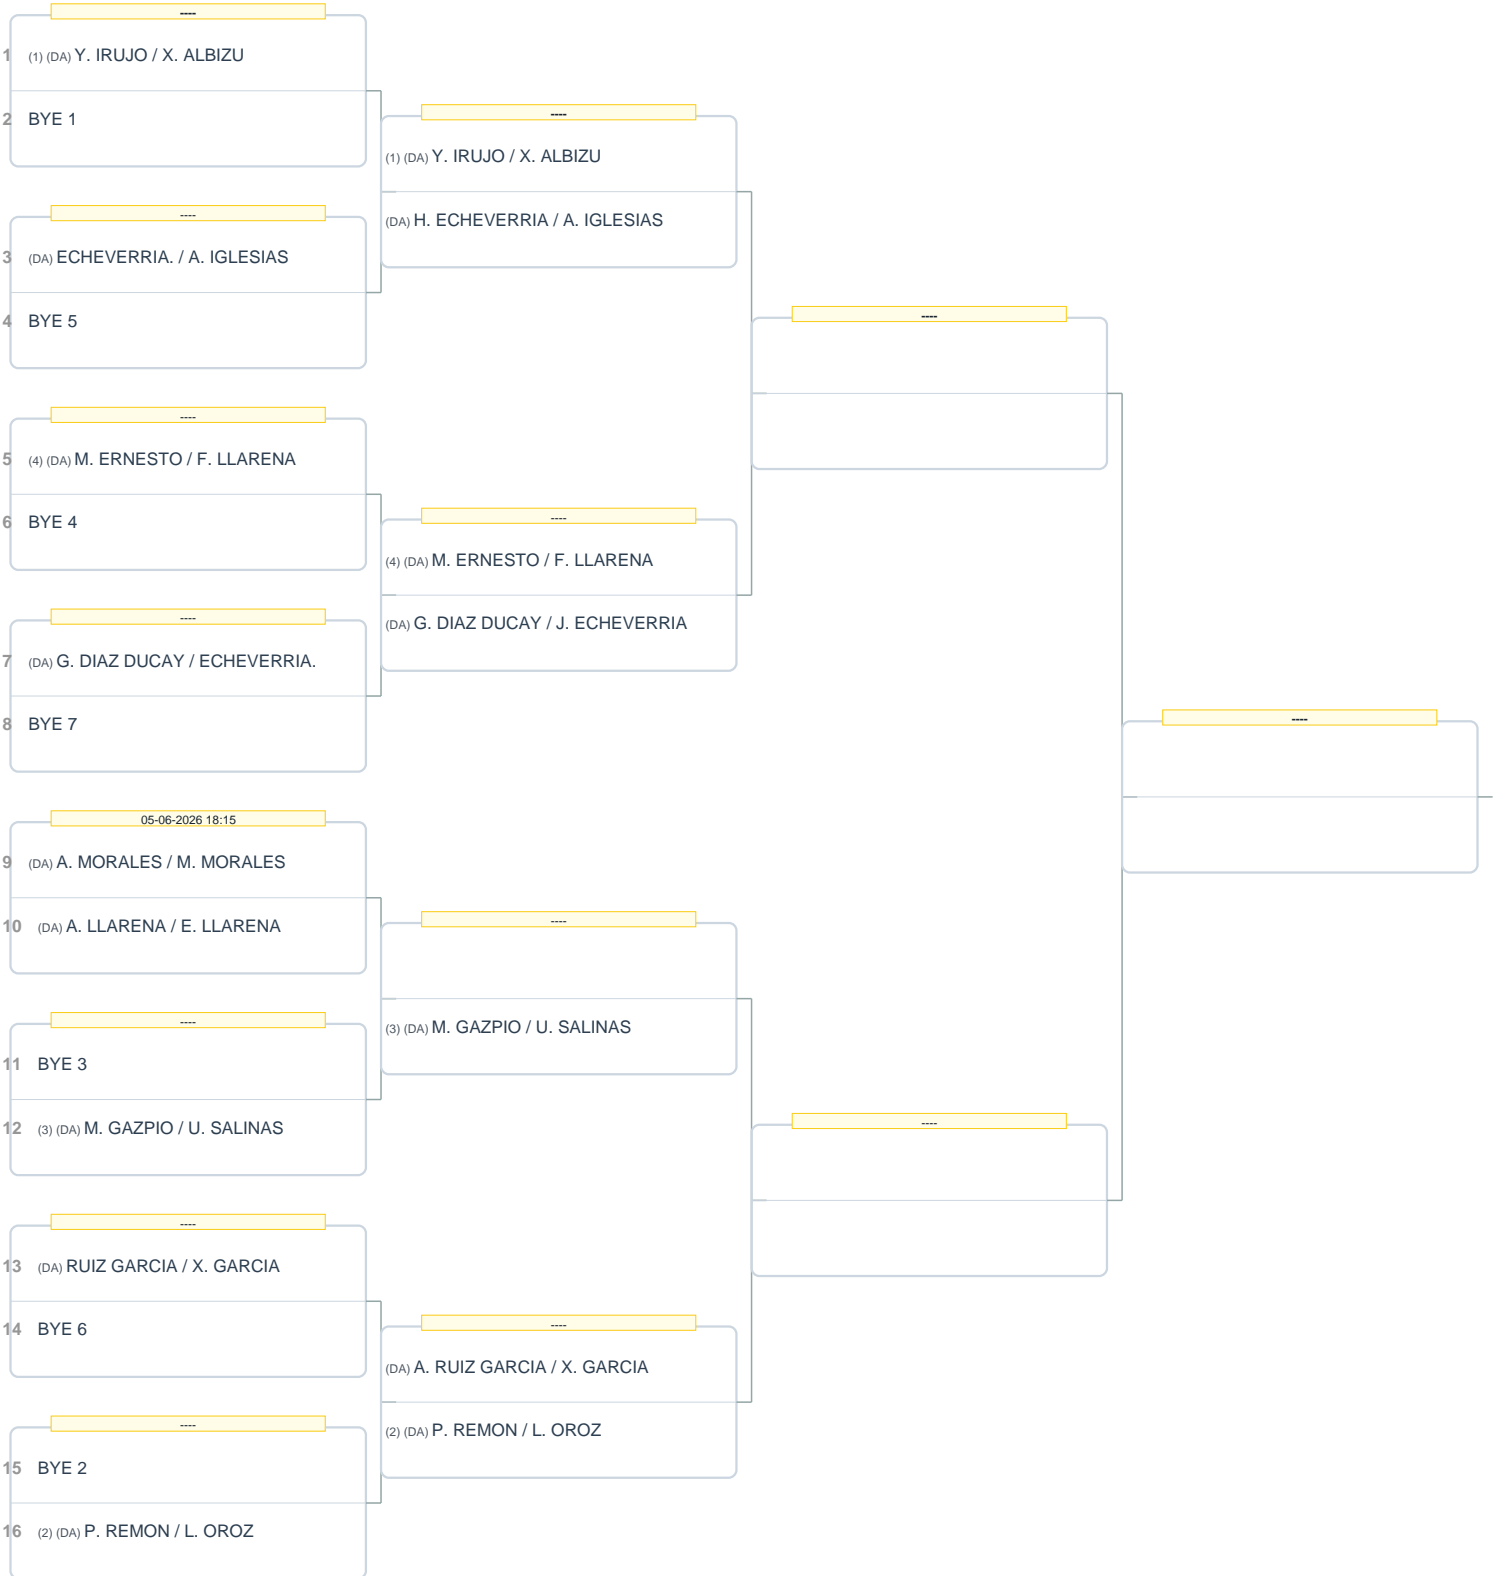 ----
1 (1) (DA) Y. IRUJO / X. ALBIZU
2 BYE 1
----
(1) (DA) Y. IRUJO / X. ALBIZU
(DA) H. ECHEVERRIA / A. IGLESIAS
----
3 (DA) ECHEVERRIA. / A. IGLESIAS
4 BYE 5
----
----
5 (4) (DA) M. ERNESTO / F. LLARENA
6 BYE 4
----
(4) (DA) M. ERNESTO / F. LLARENA
(DA) G. DIAZ DUCAY / J. ECHEVERRIA
----
7 (DA) G. DIAZ DUCAY / ECHEVERRIA.
8 BYE 7
----
05-06-2026 18:15
9 (DA) A. MORALES / M. MORALES
10 (DA) A. LLARENA / E. LLARENA
----
(3) (DA) M. GAZPIO / U. SALINAS
----
11 BYE 3
12 (3) (DA) M. GAZPIO / U. SALINAS
----
----
13 (DA) RUIZ GARCIA / X. GARCIA
14 BYE 6
----
(DA) A. RUIZ GARCIA / X. GARCIA
(2) (DA) P. REMON / L. OROZ
----
15 BYE 2
16 (2) (DA) P. REMON / L. OROZ